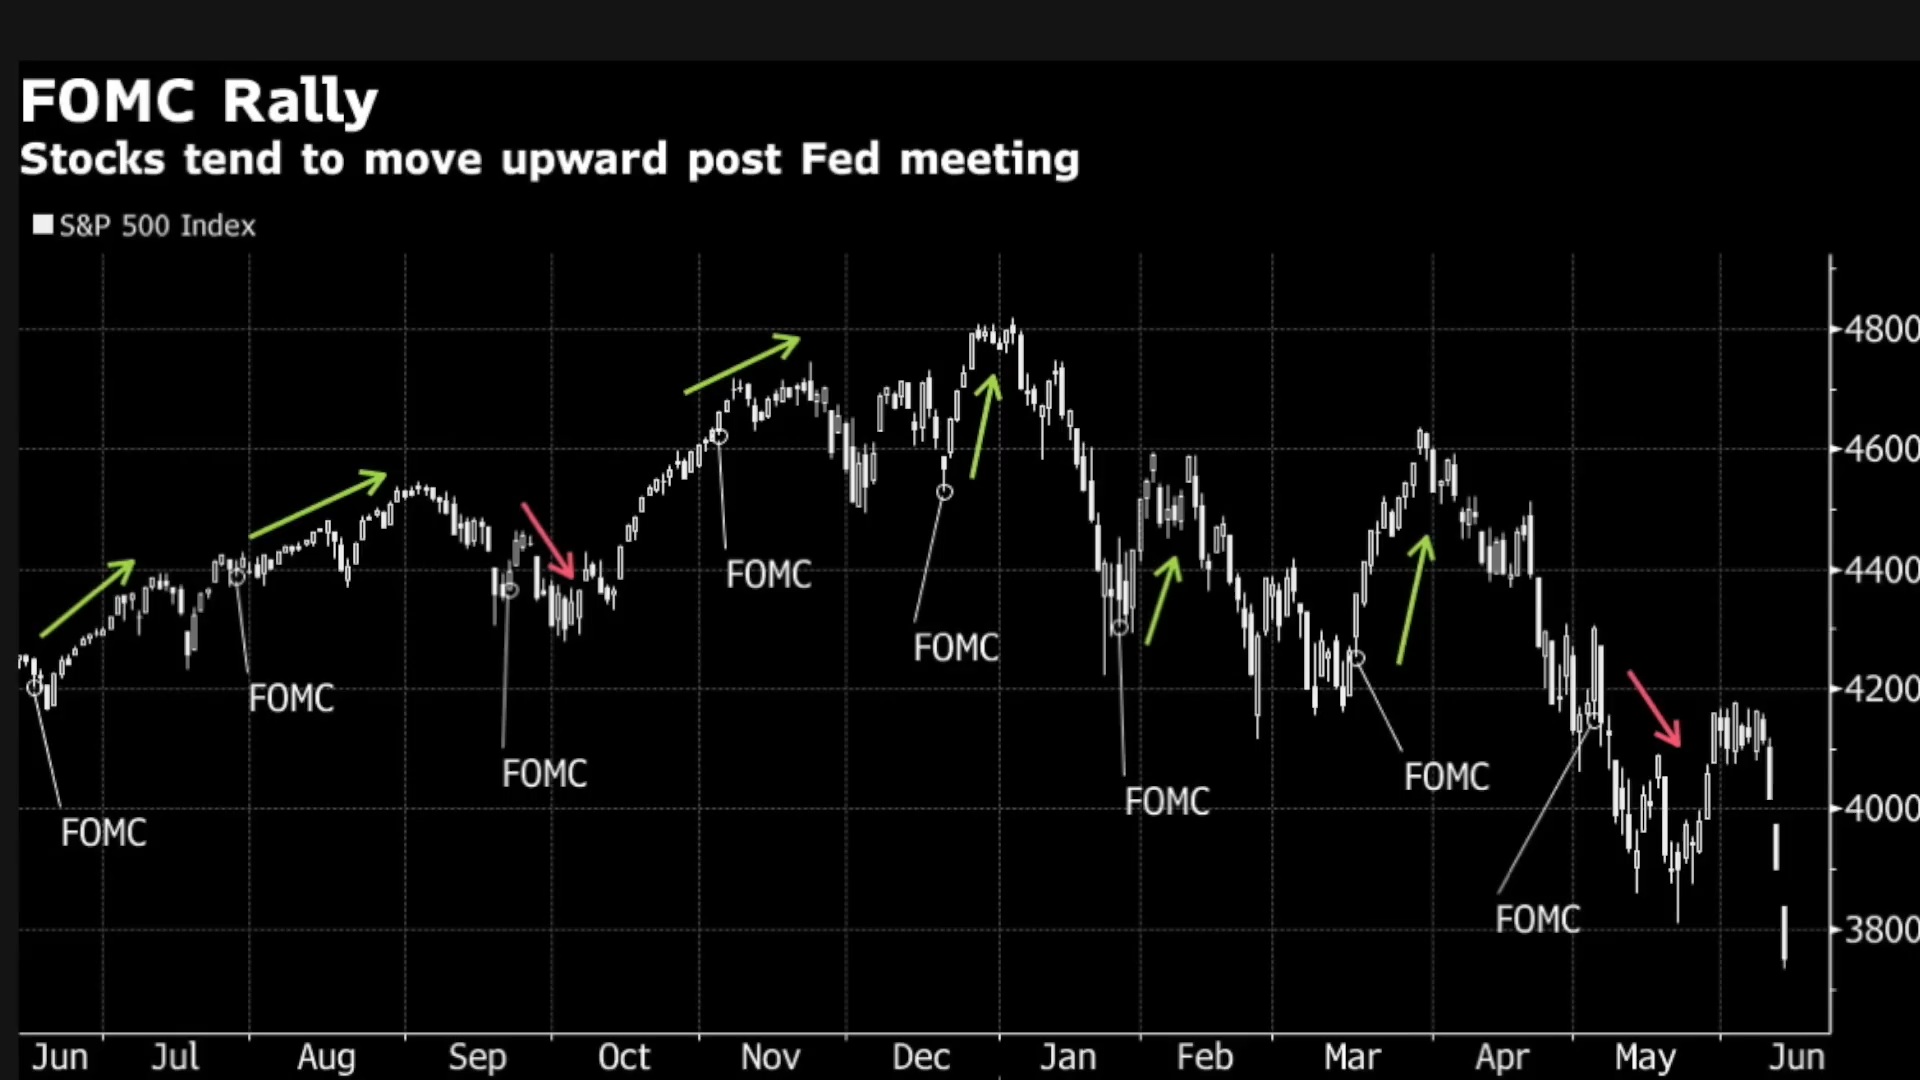 FOMC Rally
Stocks tend to move upward post Fed meeting
S&P 500 Index
4800
4600
FOMC
4400
FOMC
FOMC
4200
FOMC
FOMC
FOMC
4000
FOMC
FOMC
3800
Jun Jul Aug Sep Oct Nov Dec Jan Feb Mar Apr May Jun